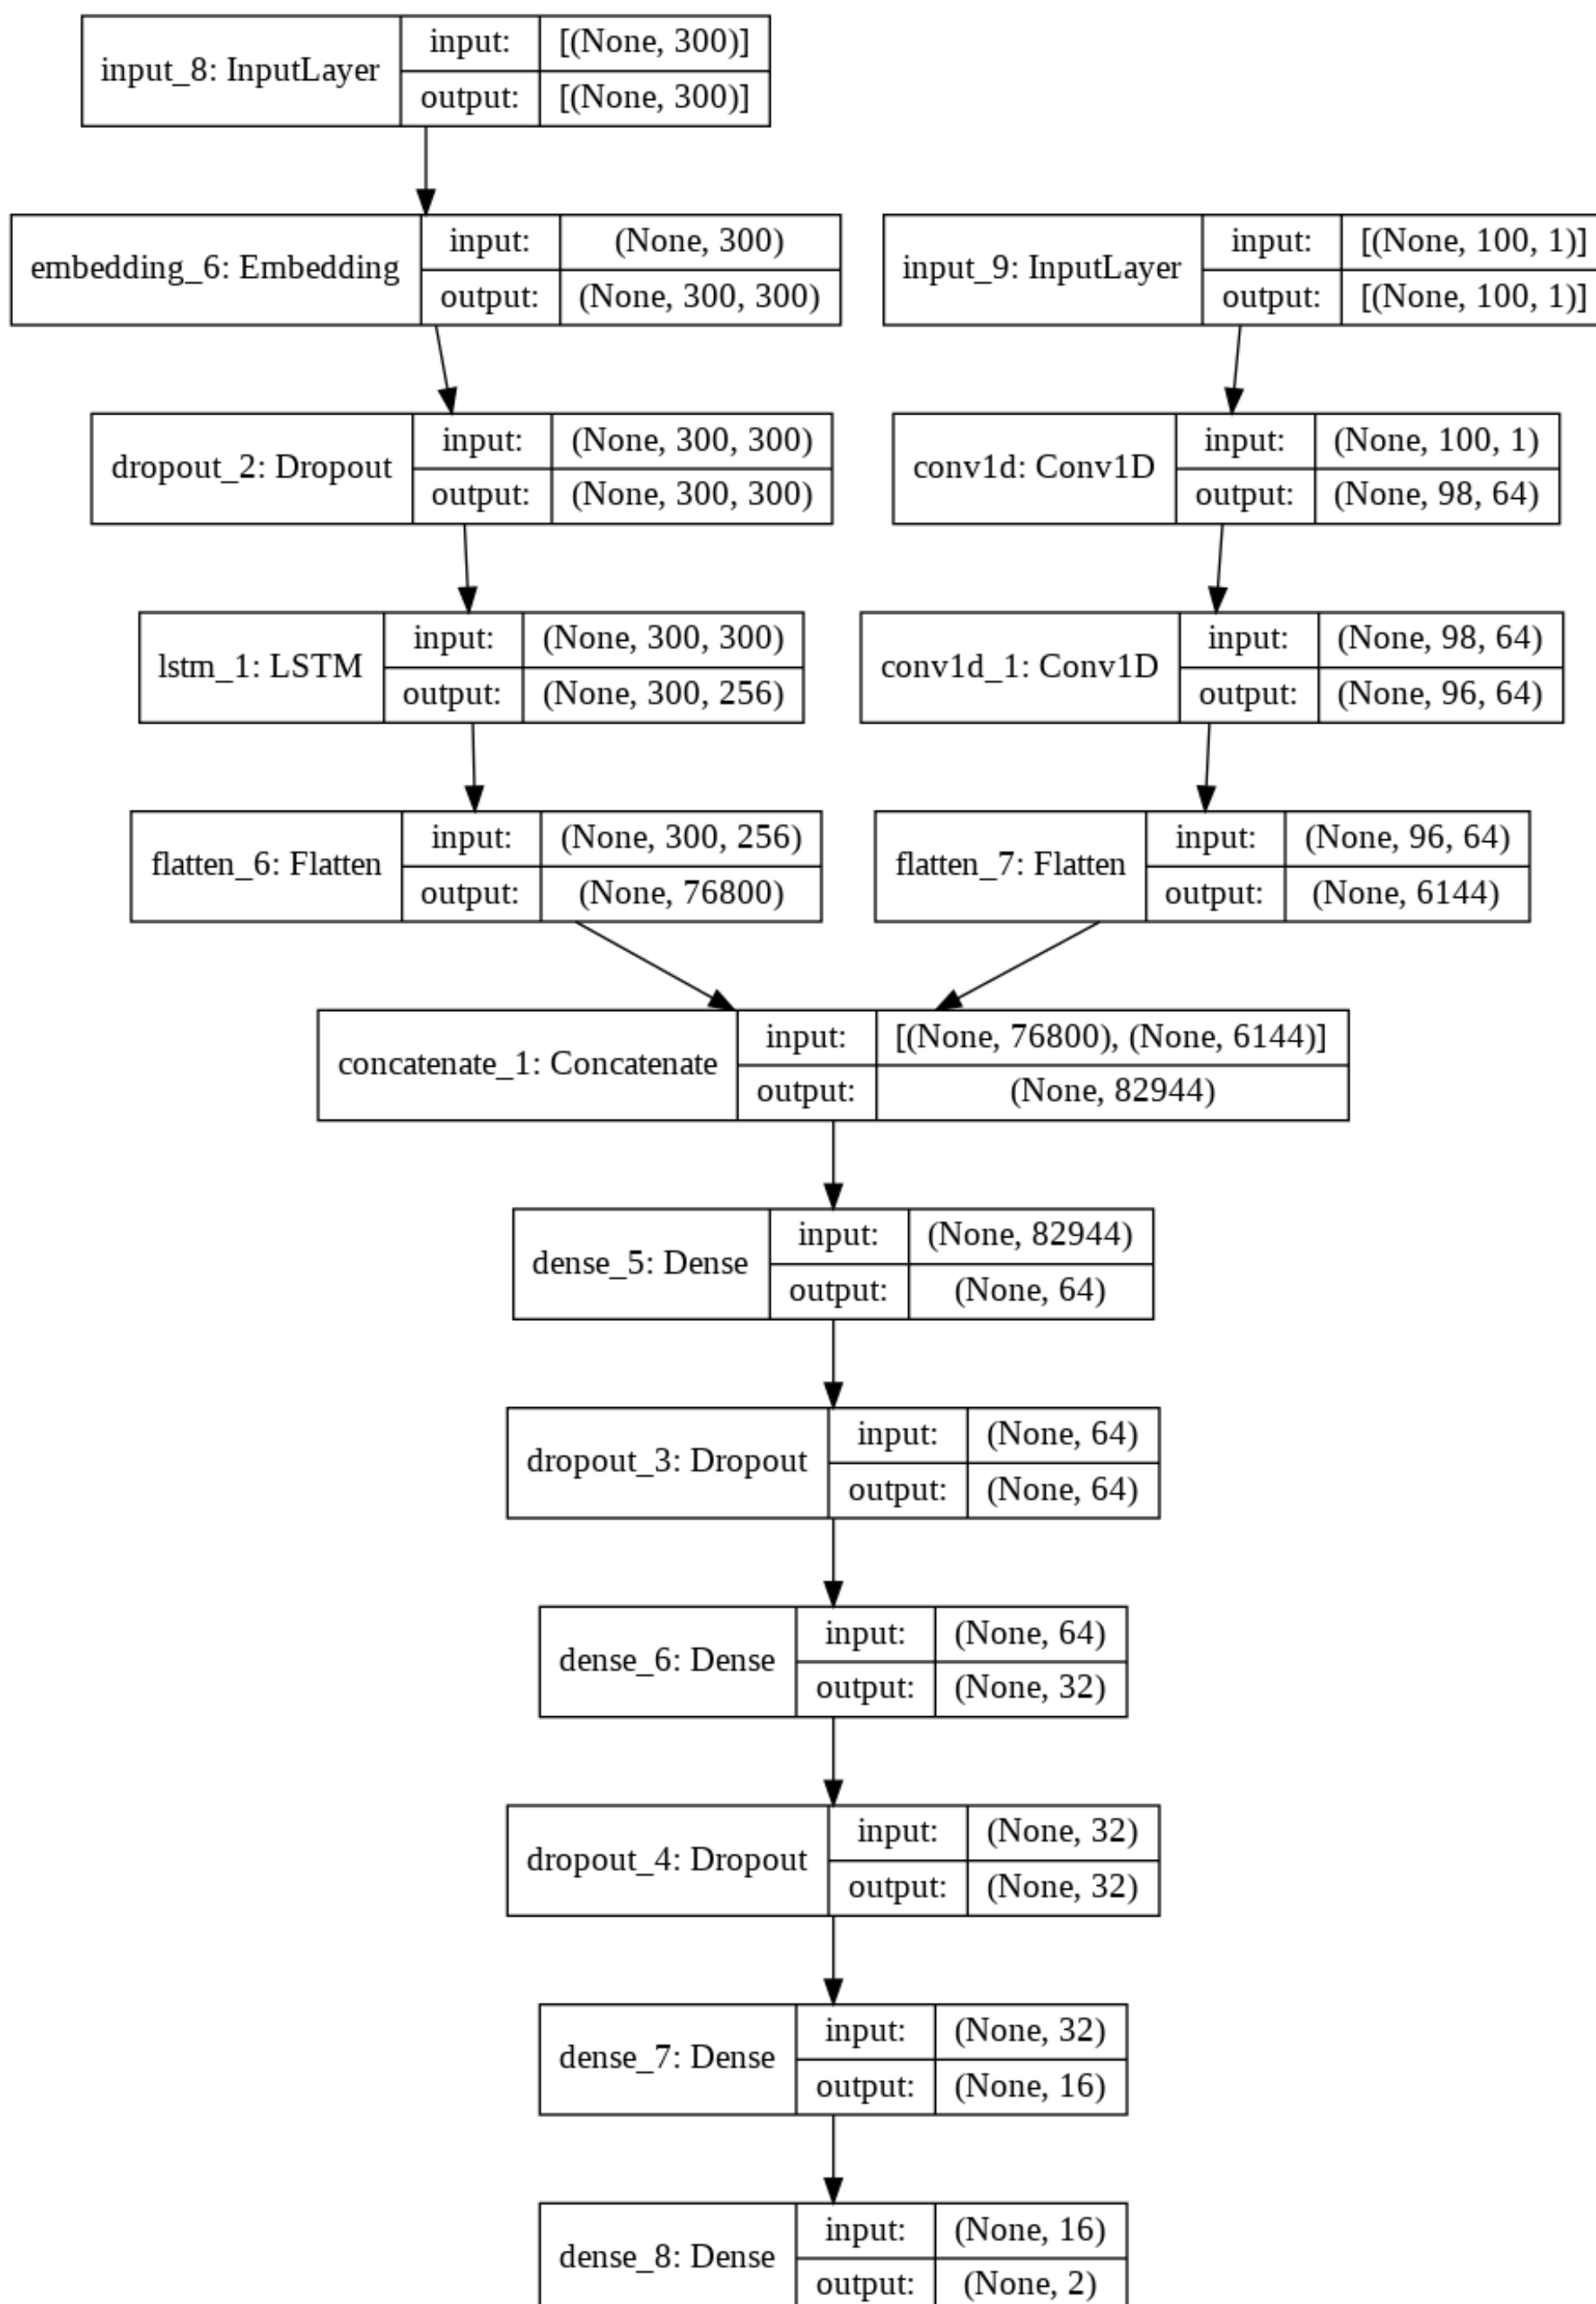 input_8: InputLayer
input: [(None, 300)]
output: [(None, 300)]
embedding_6: Embedding
input: (None, 300)
output: (None, 300, 300)
input_9: InputLayer
input: [(None, 100, 1)]
output: [(None, 100, 1)]
dropout_2: Dropout
input: (None, 300, 300)
output: (None, 300, 300)
conv1d: Conv1D
input: (None, 100, 1)
output: (None, 98, 64)
lstm_1: LSTM
input: (None, 300, 300)
output: (None, 300, 256)
conv1d_1: Conv1D
input: (None, 98, 64)
output: (None, 96, 64)
flatten_6: Flatten
input: (None, 300, 256)
output: (None, 76800)
flatten_7: Flatten
input: (None, 96, 64)
output: (None, 6144)
concatenate_1: Concatenate
input: [(None, 76800), (None, 6144)]
output: (None, 82944)
dense_5: Dense
input: (None, 82944)
output: (None, 64)
dropout_3: Dropout
input: (None, 64)
output: (None, 64)
dense_6: Dense
input: (None, 64)
output: (None, 32)
dropout_4: Dropout
input: (None, 32)
output: (None, 32)
dense_7: Dense
input: (None, 32)
output: (None, 16)
dense_8: Dense
input: (None, 16)
output: (None, 2)